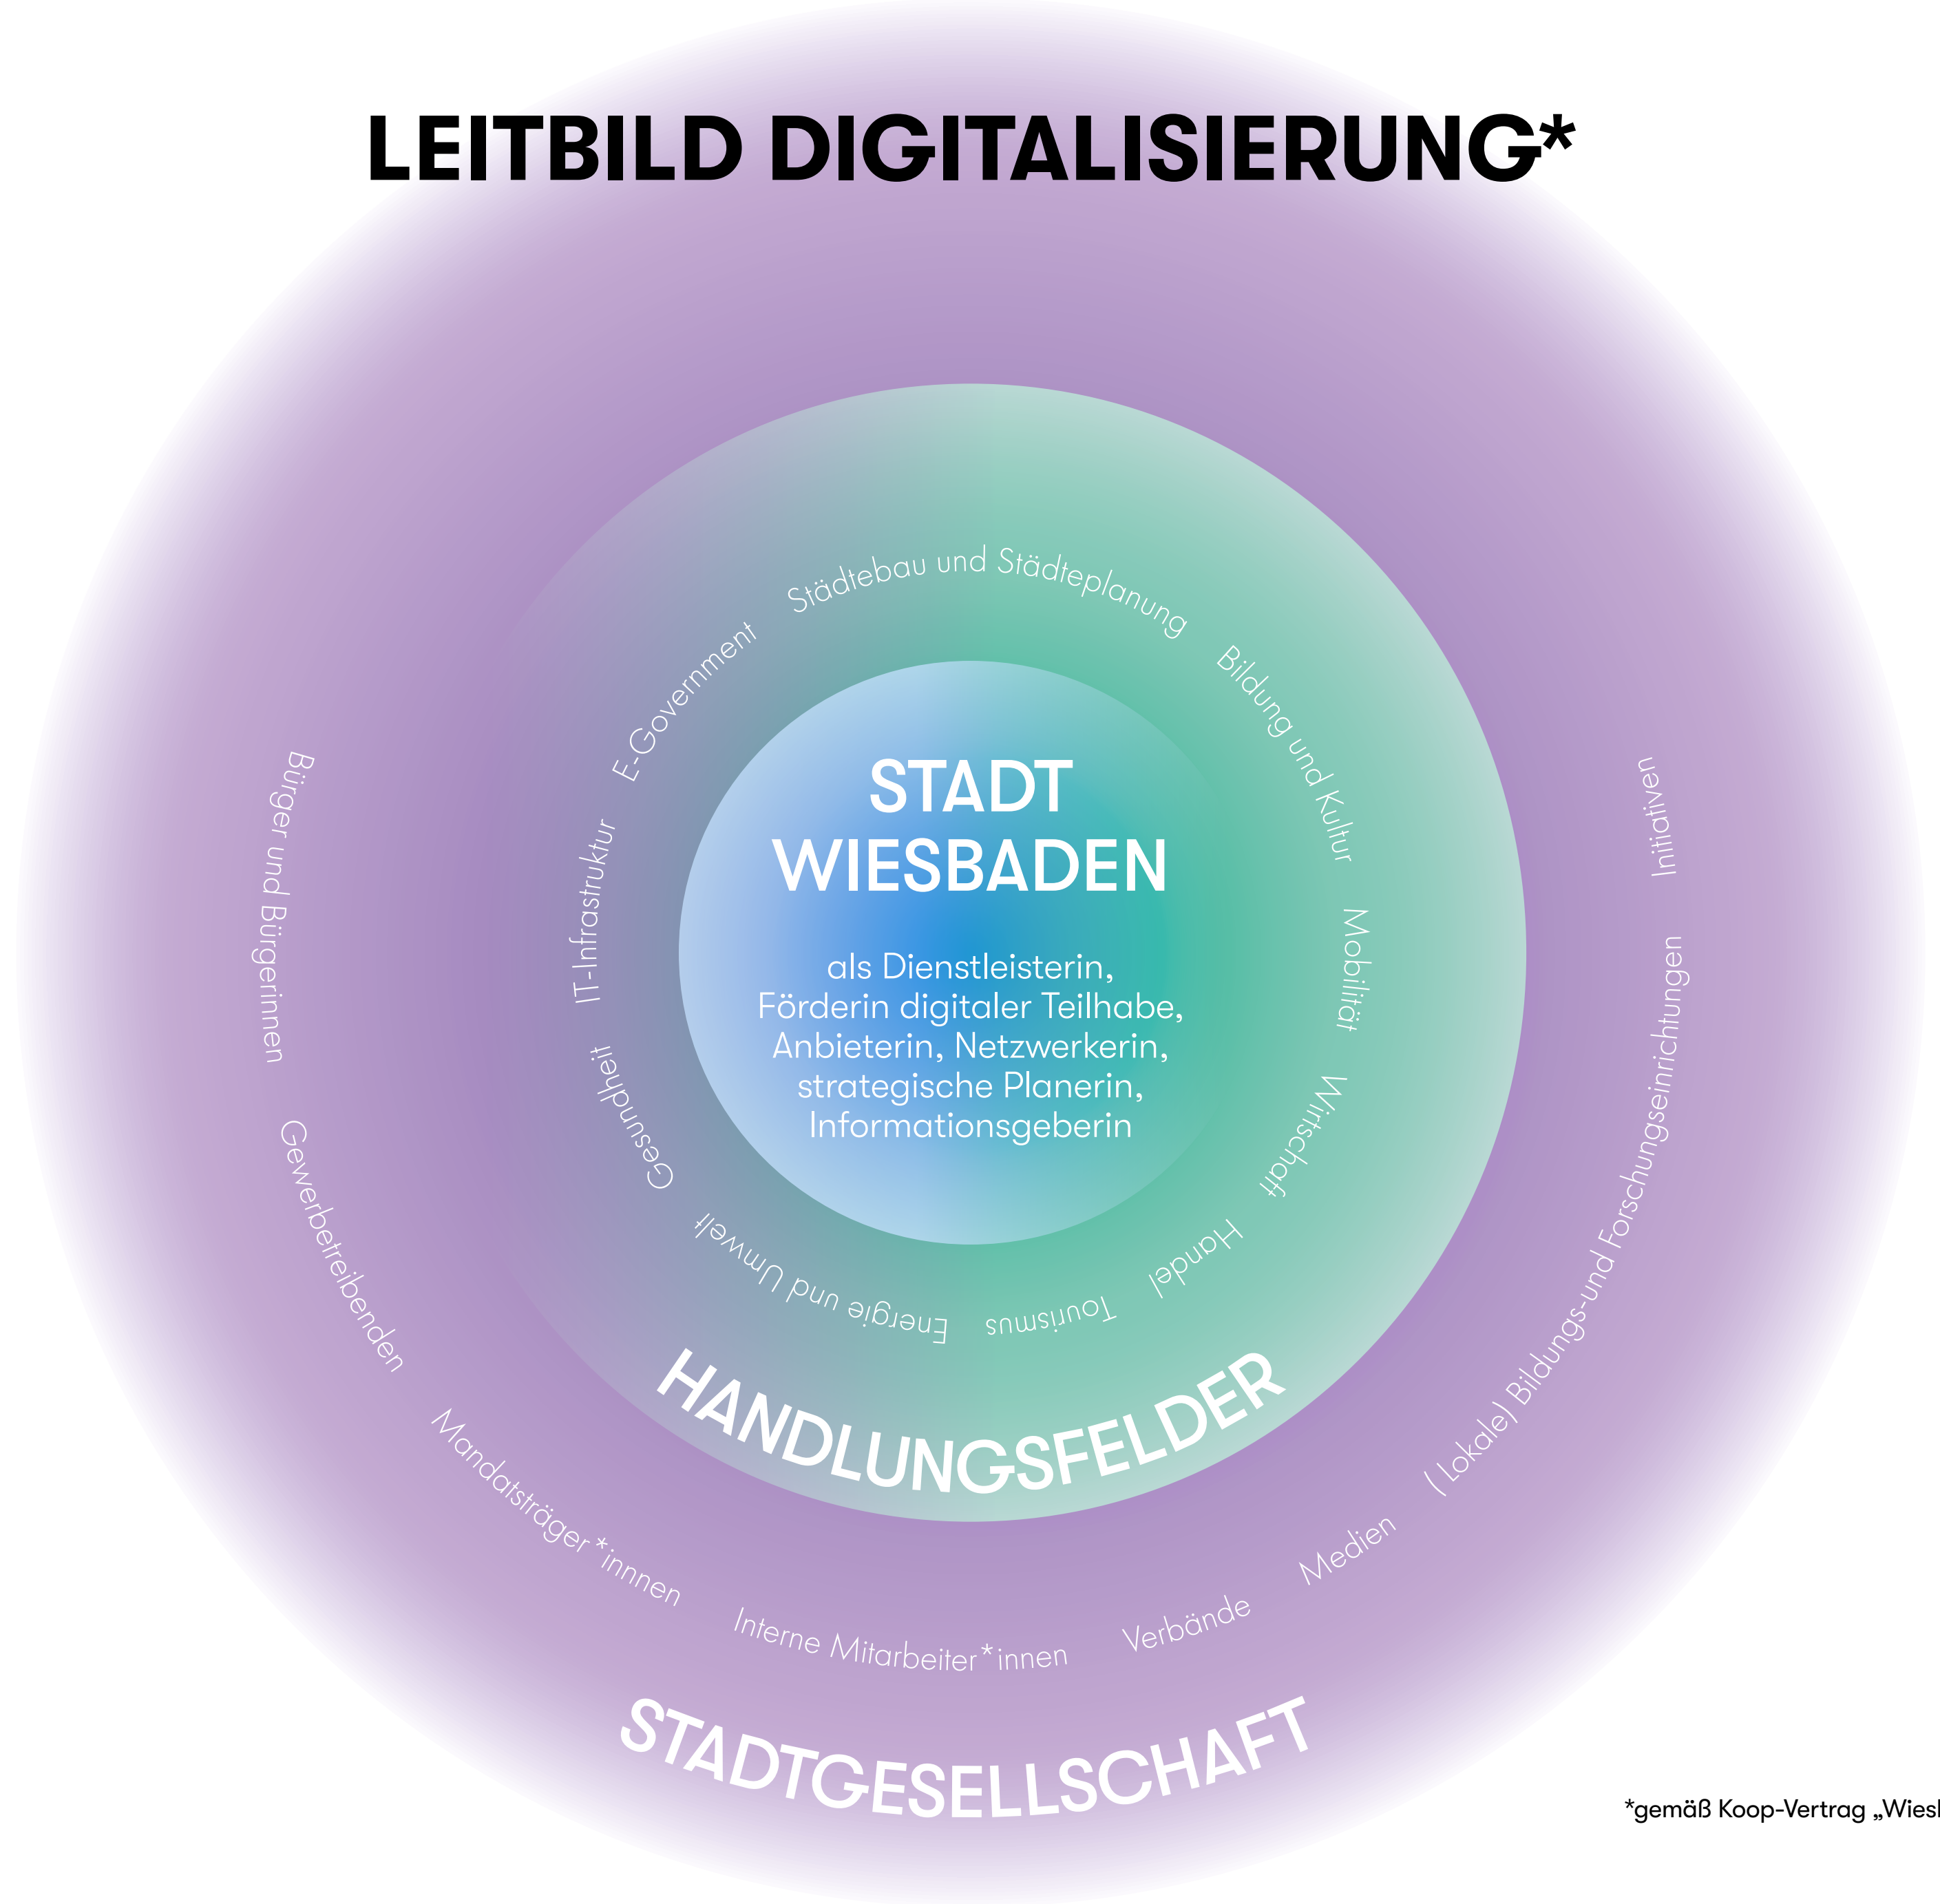 LEITBILD DIGITALISIERUNG*
Städtebau und Städteplanung
Bildung und Kultur
Mobilität
Wirtschaft
Handel
Tourismus
Energie und Umwelt
Gesundheit
IT-Infrastruktur
E-Government
STADT
WIESBADEN
als Dienstleisterin,
Förderin digitaler Teilhabe,
Anbieterin, Netzwerkerin,
strategische Planerin,
Informationsgeberin
HANDLUNGSFELDER
Bürger und Bürgerinnen
Gewerbetreibenden
Mandatsträger*innnen
Interne Mitarbeiter*innen
Verbände
Medien
(Lokale) Bildungs-und Forschungseinrichtungen
Initiativen
STADTGESELLSCHAFT
*gemäß Koop-Vertrag